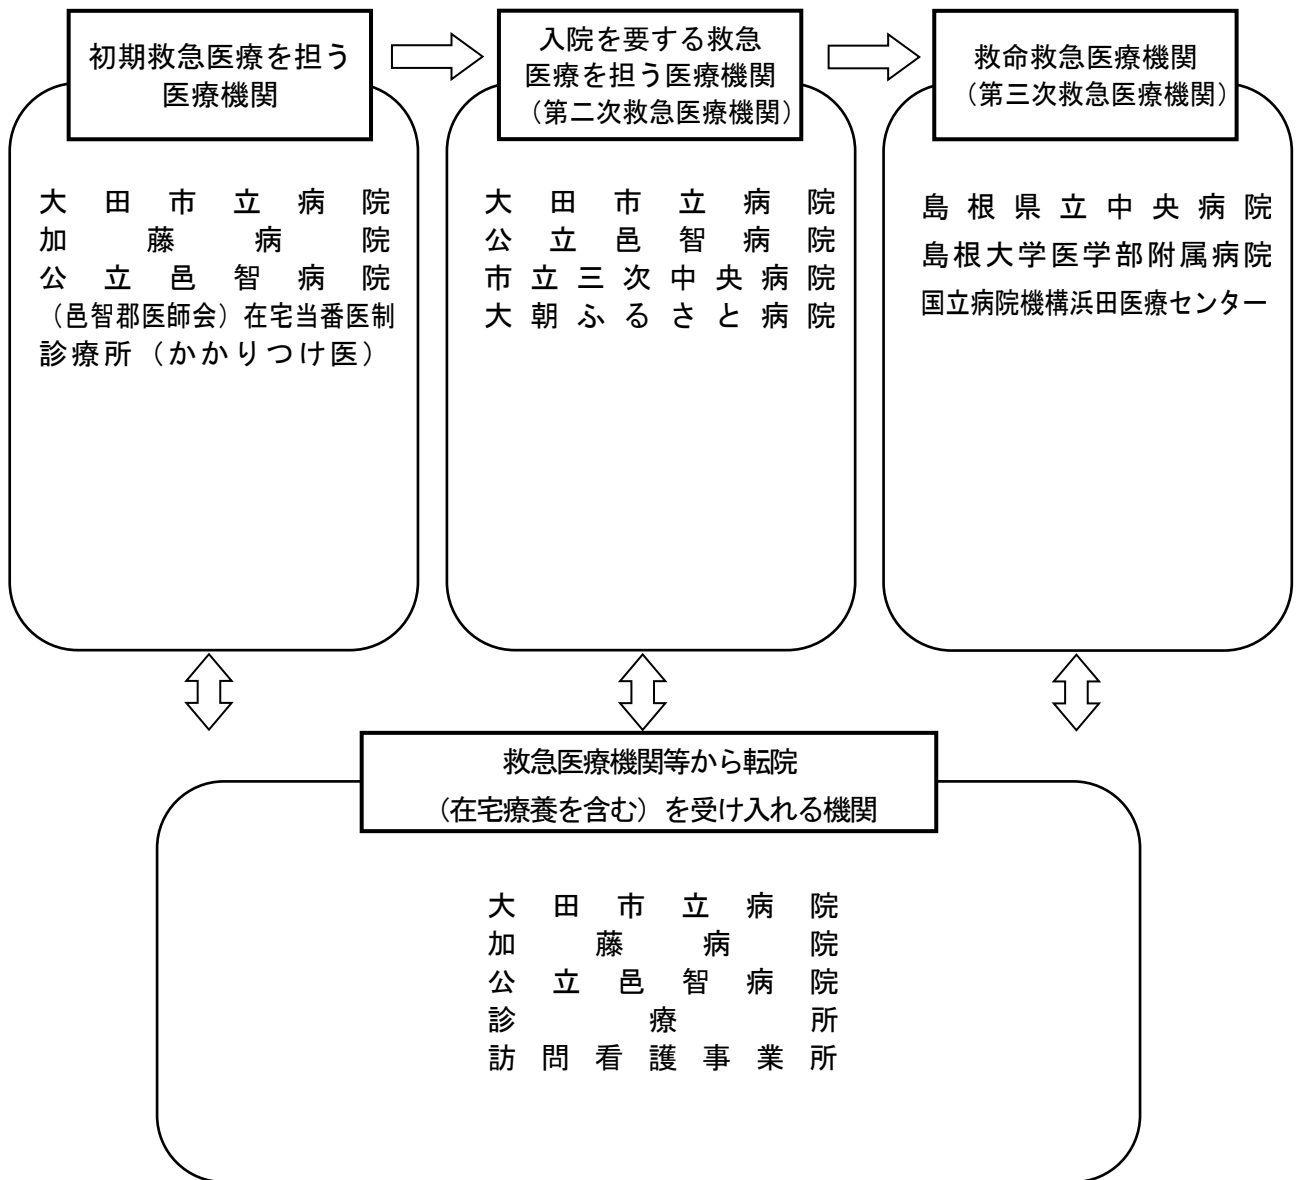 初期救急医療を担う
医療機関
大田市立病院
加藤病院
公立邑智病院
（邑智郡医師会）在宅当番医制
診療所（かかりつけ医）
入院を要する救急
医療を担う医療機関
（第二次救急医療機関）
大田市立病院
公立邑智病院
市立三次中央病院
大朝ふるさと病院
救命救急医療機関
（第三次救急医療機関）
島根県立中央病院
島根大学医学部附属病院
国立病院機構浜田医療センター
救急医療機関等から転院
（在宅療養を含む）を受け入れる機関
大田市立病院
加藤病院
公立邑智病院
診療所
訪問看護事業所